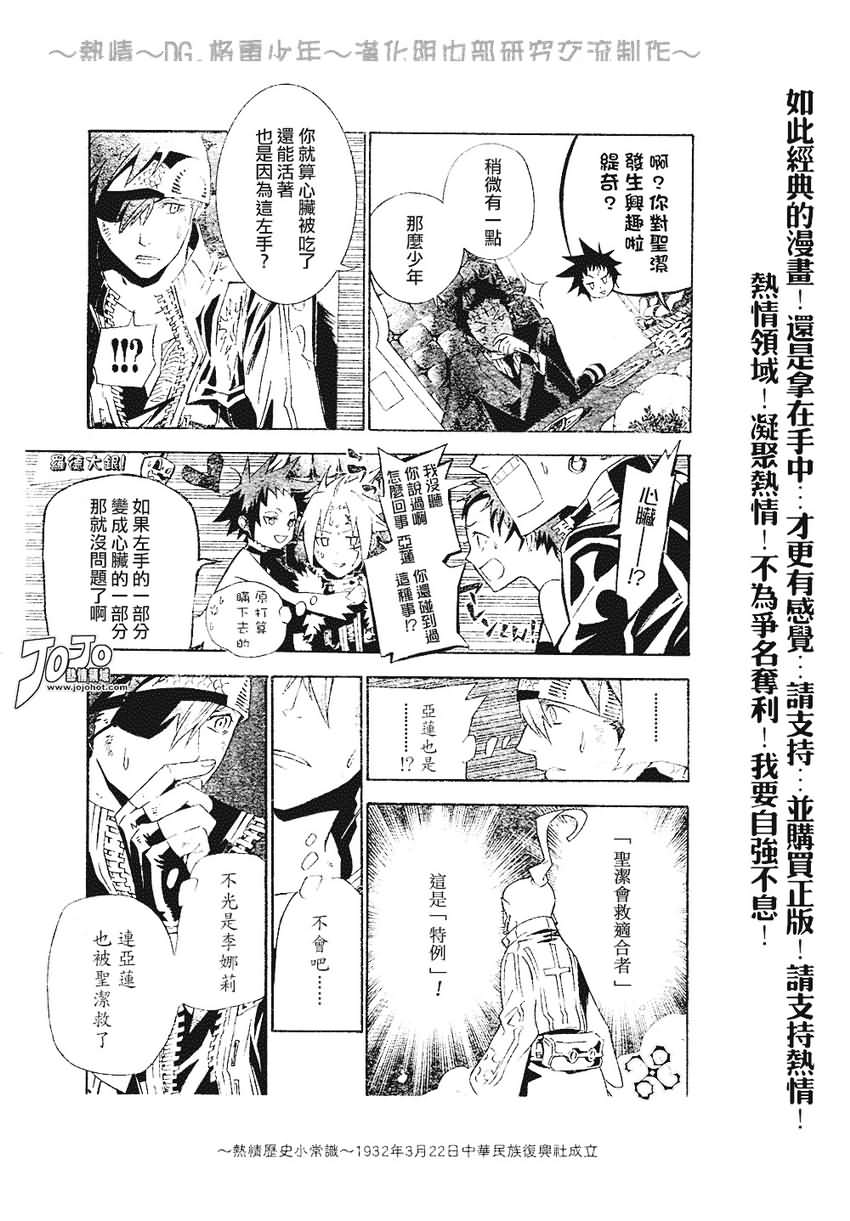 ～熱情～DG.格雷少年～漢化組內部研究交流制作～
如此經典的漫畫！還是拿在手中…才更有感覺…請支持…並購買正版！請支持熱情！
熱情領域！凝聚熱情！不為爭名奪利！我要自強不息！
啊？你對聖潔
發生興趣啦
緹奇？
稍微有一點
那麼少年
你就算心臟被吃了
還能活著
也是因為這左手？
!!?
心臟——!?
我沒聽
你說過啊
怎麼回事 亞蓮
你還碰到過
這種事!?
原打算
瞞下去的
羅德大銀!
如果左手的一部分
變成心臟的一部分
那就沒問題了啊
JOJO
熱情領域
www.jojohot.com
………
亞蓮也是
……!?
「聖潔會救適合者」
這是「特例」！
不會吧……
不光是李娜莉
連亞蓮
也被聖潔救了
～熱情歷史小常識～1932年3月22日中華民族復興社成立